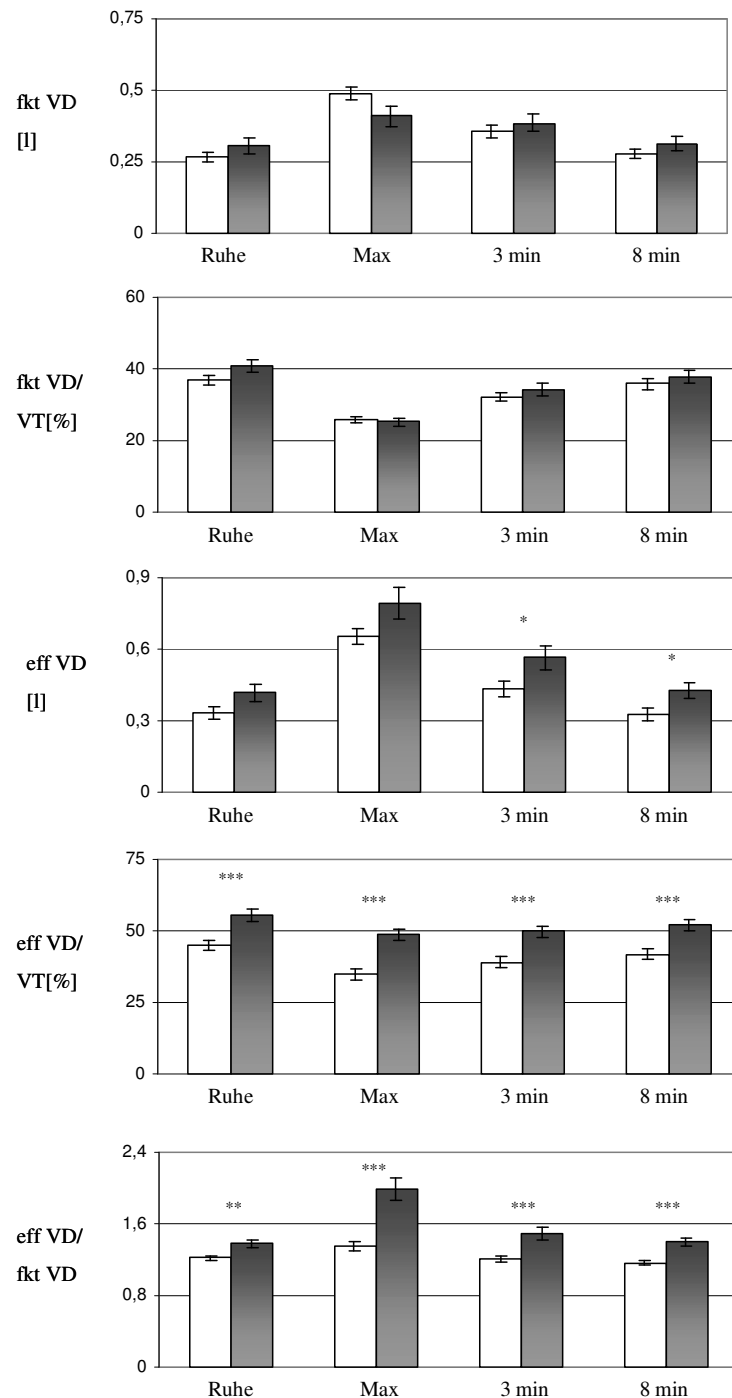 0,75
0,5
fkt VD
[l]
0,25
0
Ruhe Max 3 min 8 min
60
40
fkt VD/
VT[%]
20
0
Ruhe Max 3 min 8 min
0,9
*
0,6
eff VD
*
[l]
0,3
0
Ruhe Max 3 min 8 min
75
***
*** *** ***
50
eff VD/
VT[%]
25
0
Ruhe Max 3 min 8 min
2,4
***
** *** ***
1,6
eff VD/
fkt VD
0,8
0
Ruhe Max 3 min 8 min